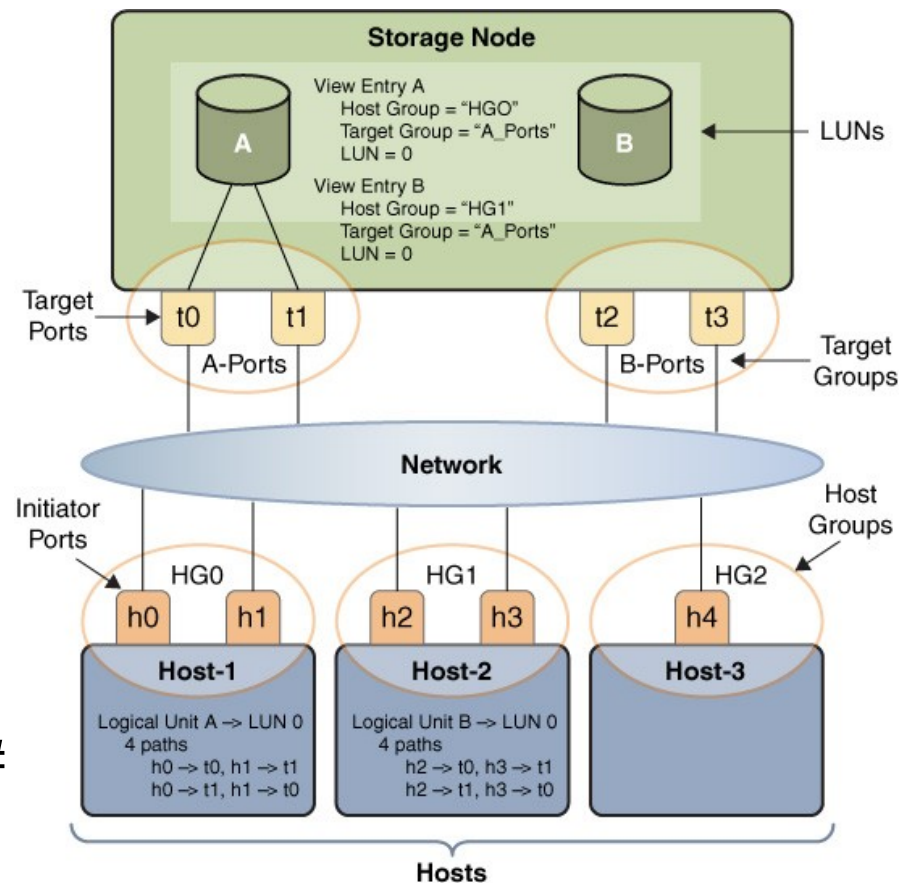 Storage Node
View Entry A
Host Group = “HGO”
Target Group = “A_Ports”
LUN = 0
A
B
LUNs
View Entry B
Host Group = “HG1”
Target Group = “A_Ports”
LUN = 0
Target
Ports
t0
t1
t2
t3
A-Ports
B-Ports
Target
Groups
Network
Initiator
Ports
Host
Groups
HG0
HG1
HG2
h0
h1
h2
h3
h4
Host-1
Host-2
Host-3
Logical Unit A –> LUN 0
4 paths
h0 –> t0, h1 –> t1
h0 –> t1, h1 –> t0
Logical Unit B –> LUN 0
4 paths
h2 –> t0, h3 –> t1
h2 –> t1, h3 –> t0
Hosts